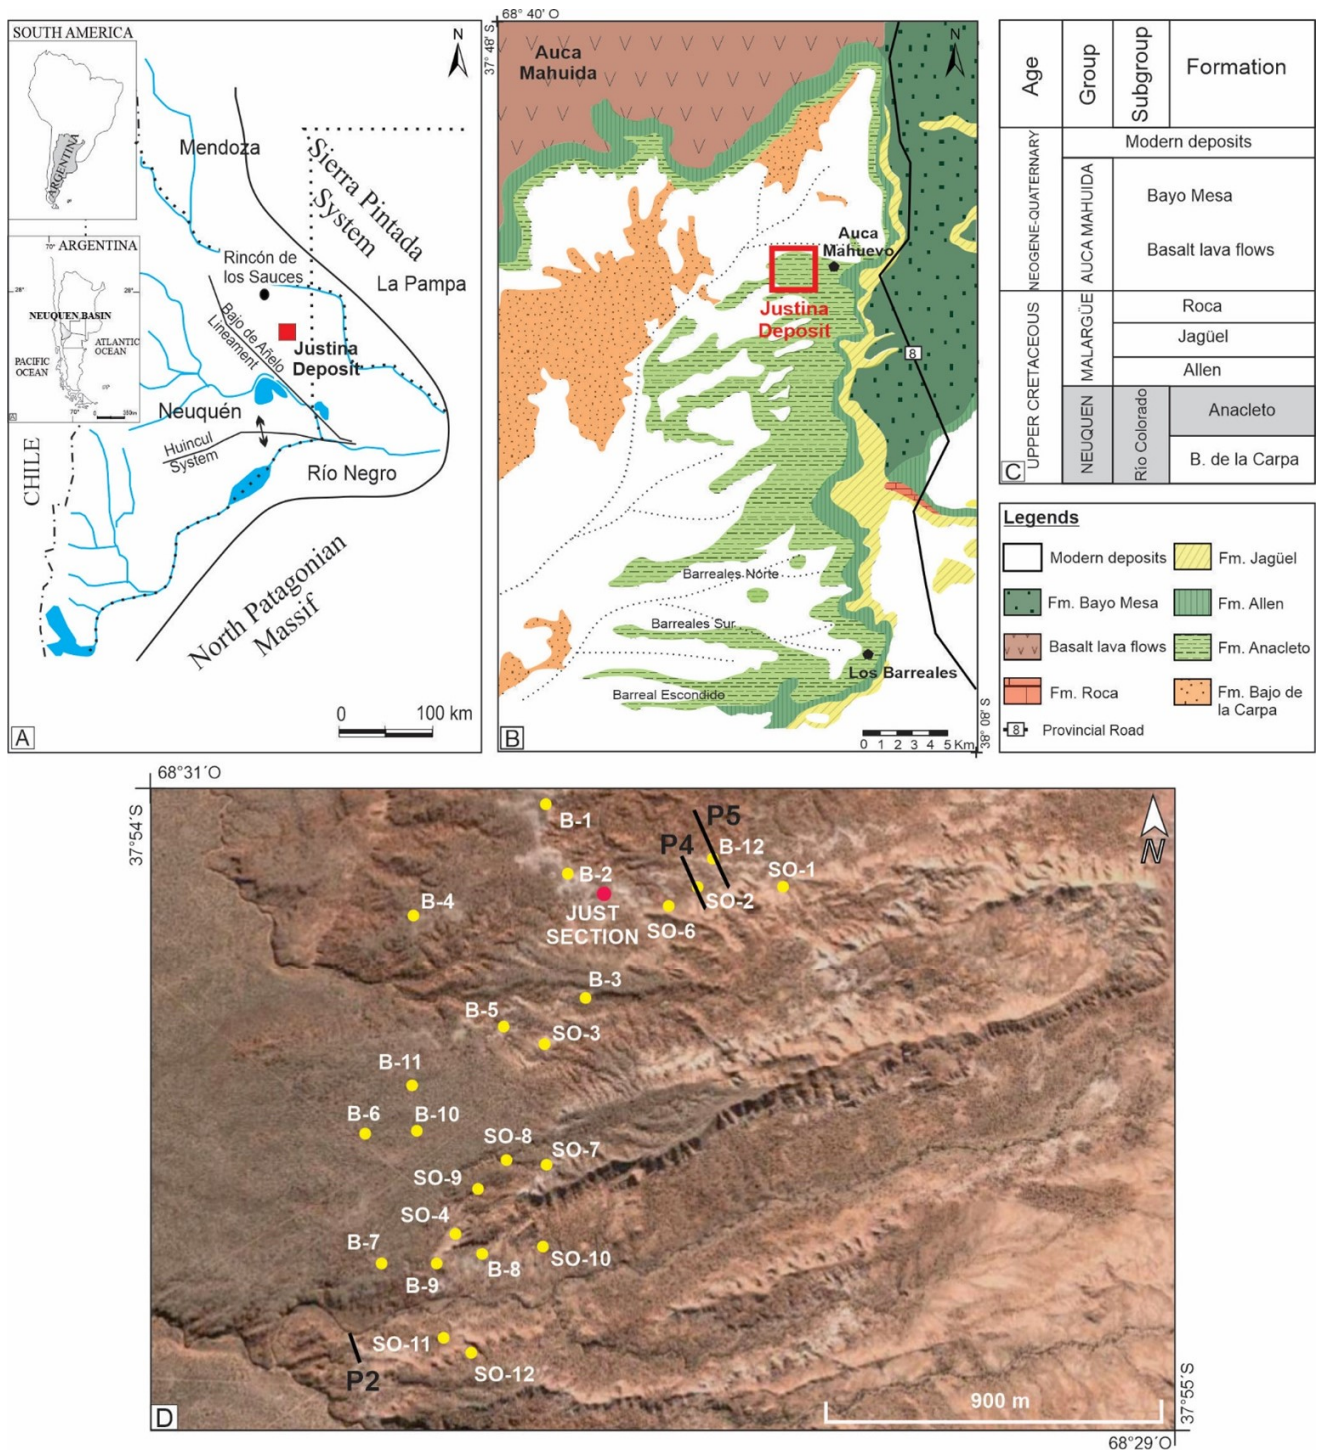 SOUTH AMERICA
ARGENTINA
70°
ARGENTINA
NEUQUEN BASIN
ATLANTIC
OCEAN
PACIFIC
OCEAN
70°
N
Mendoza
Sierra Pintada
System
Rincón de
los Sauces
La Pampa
Bajo de Añelo
Lineament
Justina
Deposit
Neuquén
Huincul
System
CHILE
Río Negro
North Patagonian
Massif
0 100 km
A
68° 40' O
37° 48' S
N
Auca
Mahuida
Auca
Mahuevo
Justina
Deposit
8
Barreales Norte
Barreales Sur
Los Barreales
Barreal Escondido
0 1 2 3 4 5 Km
38° 08' S
B
Age
Group
Subgroup
Formation
NEOGENE-QUATERNARY
Modern deposits
AUCA MAHUIDA
Bayo Mesa
Basalt lava flows
UPPER CRETACEOUS
MALARGÜE
Roca
Jagüel
Allen
NEUQUEN
Río Colorado
Anacleto
B. de la Carpa
C
Legends
Modern deposits
Fm. Jagüel
Fm. Bayo Mesa
Fm. Allen
Basalt lava flows
Fm. Anacleto
Fm. Roca
Fm. Bajo de
la Carpa
8 Provincial Road
68°31´O
37°54´S
N
B-1
P5
P4
B-12
B-2
SO-1
SO-2
B-4
JUST
SECTION
SO-6
B-3
B-5
SO-3
B-11
B-6
B-10
SO-8
SO-7
SO-9
SO-4
B-7
SO-10
B-8
B-9
SO-11
SO-12
P2
900 m
D
37°55´S
68°29´O